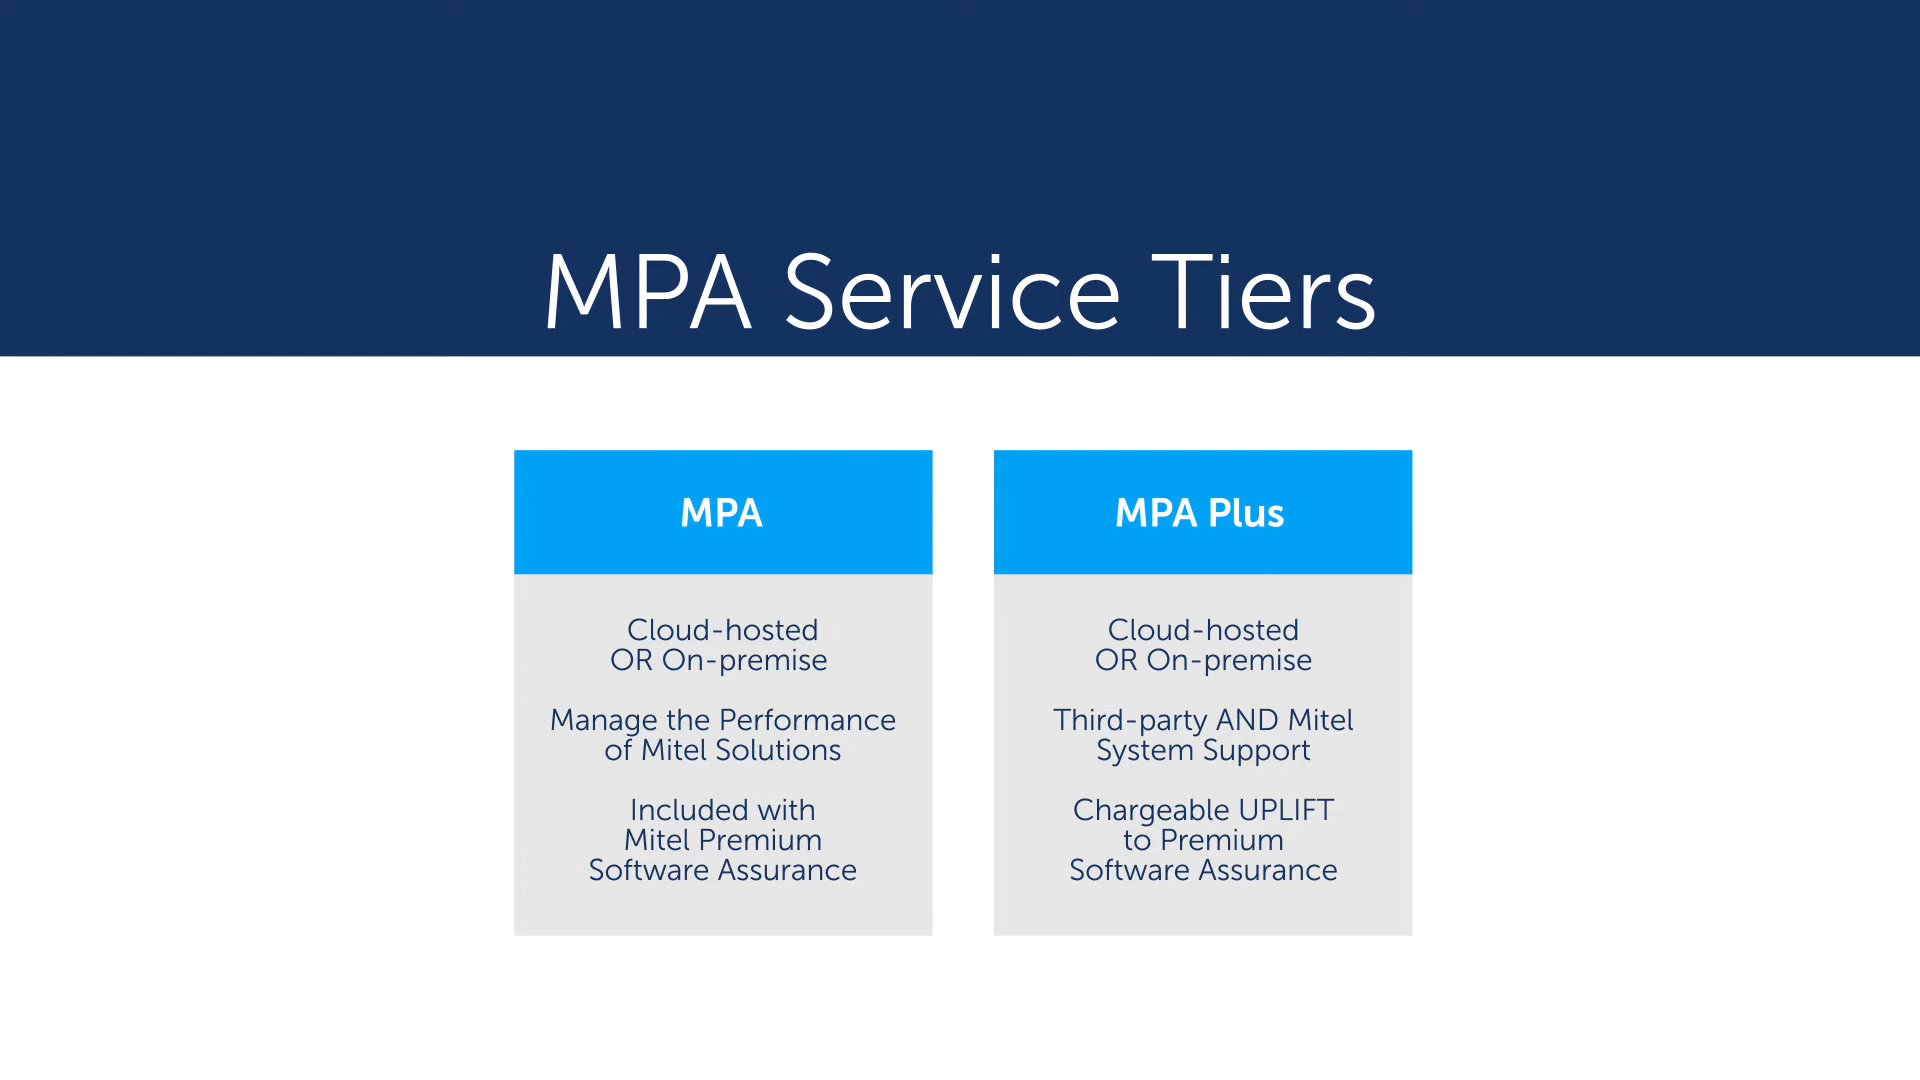 MPA Service Tiers
MPA
Cloud-hosted
OR On-premise
Manage the Performance
of Mitel Solutions
Included with
Mitel Premium
Software Assurance
MPA Plus
Cloud-hosted
OR On-premise
Third-party AND Mitel
System Support
Chargeable UPLIFT
to Premium
Software Assurance